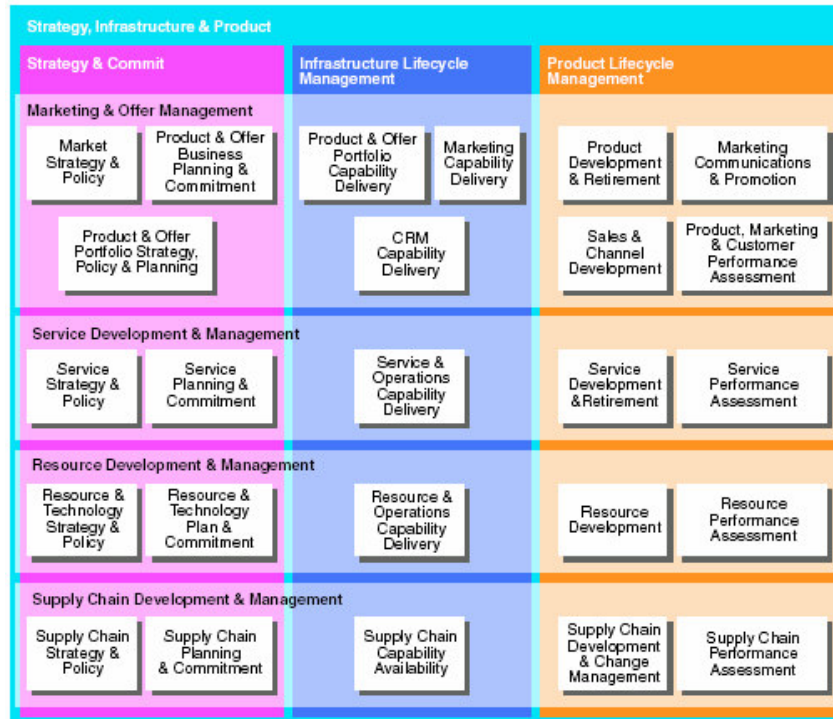 Strategy, Infrastructure & Product
Strategy & Commit
Infrastructure Lifecycle
Management
Product Lifecycle
Management
Marketing & Offer Management
Market
Strategy &
Policy
Product & Offer
Business
Planning &
Commitment
Product & Offer
Portfolio
Capability
Delivery
Marketing
Capability
Delivery
Product
Development
& Retirement
Marketing
Communications
& Promotion
Product & Offer
Portfolio Strategy,
Policy & Planning
CRM
Capability
Delivery
Sales &
Channel
Development
Product, Marketing
& Customer
Performance
Assessment
Service Development & Management
Service
Strategy &
Policy
Service
Planning &
Commitment
Service &
Operations
Capability
Delivery
Service
Development
&Retirement
Service
Performance
Assessment
Resource Development & Management
Resource &
Technology
Strategy &
Policy
Resource &
Technology
Plan &
Commitment
Resource &
Operations
Capability
Delivery
Resource
Development
Resource
Performance
Assessment
Supply Chain Development & Management
Supply Chain
Strategy &
Policy
Supply Chain
Planning
& Commitment
Supply Chain
Capability
Availability
Supply Chain
Development
& Change
Management
Supply Chain
Performance
Assessment